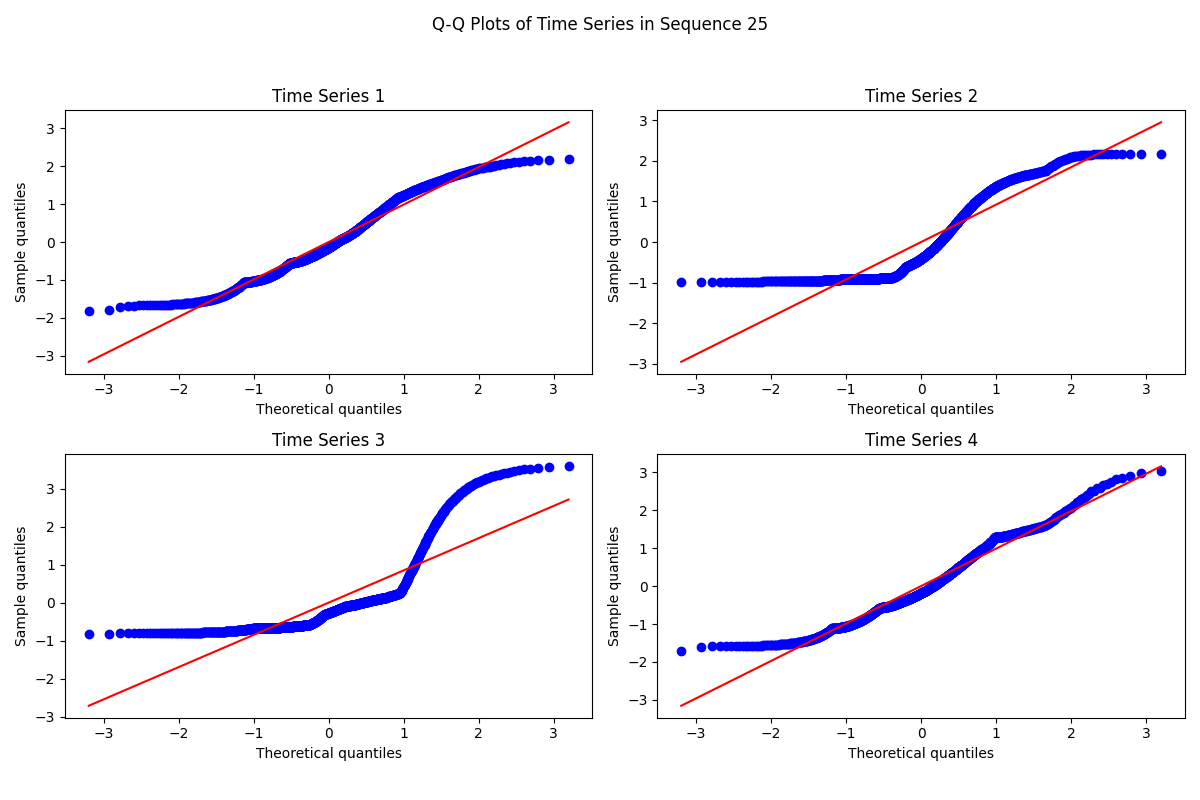 Q-Q Plots of Time Series in Sequence 25
Time Series 1
Sample quantiles
3
2
1
0
−1
−2
−3
−3 −2 −1 0 1 2 3
Theoretical quantiles
Time Series 2
Sample quantiles
3
2
1
0
−1
−2
−3
−3 −2 −1 0 1 2 3
Theoretical quantiles
Time Series 3
Sample quantiles
3
2
1
0
−1
−2
−3
−3 −2 −1 0 1 2 3
Theoretical quantiles
Time Series 4
Sample quantiles
3
2
1
0
−1
−2
−3
−3 −2 −1 0 1 2 3
Theoretical quantiles